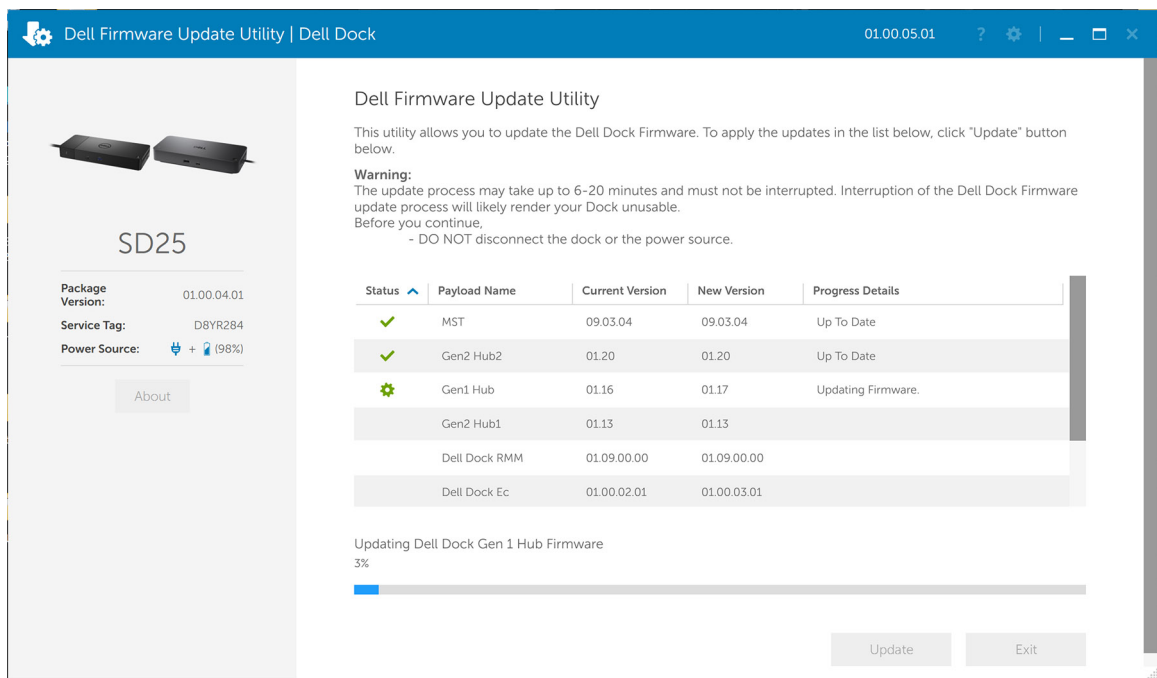 Dell Firmware Update Utility | Dell Dock 01.00.05.01 ?
Dell Firmware Update Utility
This utility allows you to update the Dell Dock Firmware. To apply the updates in the list below, click "Update" button
below.
Warning:
The update process may take up to 6-20 minutes and must not be interrupted. Interruption of the Dell Dock Firmware
update process will likely render your Dock unusable.
Before you continue,
- DO NOT disconnect the dock or the power source.
SD25
Package
Version: 01.00.04.01
Service Tag: D8YR284
Power Source: + (98%)
About
Status Payload Name Current Version New Version Progress Details
MST 09.03.04 09.03.04 Up To Date
Gen2 Hub2 01.20 01.20 Up To Date
Gen1 Hub 01.16 01.17 Updating Firmware.
Gen2 Hub1 01.13 01.13
Dell Dock RMM 01.09.00.00 01.09.00.00
Dell Dock Ec 01.00.02.01 01.00.03.01
Updating Dell Dock Gen 1 Hub Firmware
3%
Update Exit